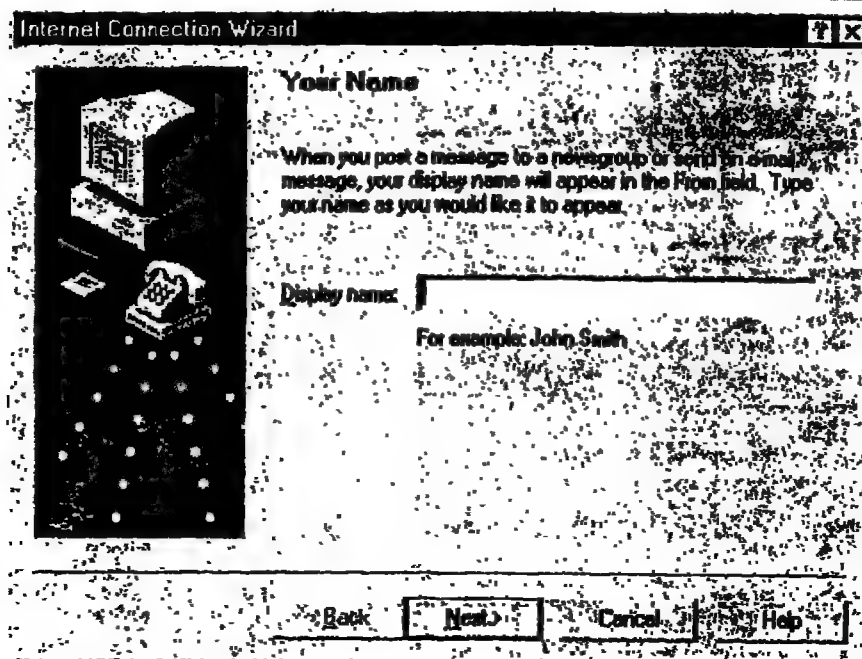 Internet Connection Wizard
Your Name
When you post a message to a newsgroup or send an e-mail
message, your display name will appear in the From field. Type
your name as you would like it to appear.
Display name:
For example: John Smith
Back Next > Cancel Help